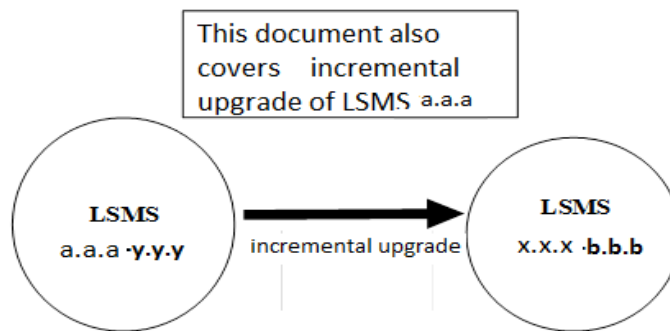 This document also
covers incremental
upgrade of LSMS a.a.a
LSMS
a.a.a -y.y.y
incremental upgrade
LSMS
x.x.x -b.b.b